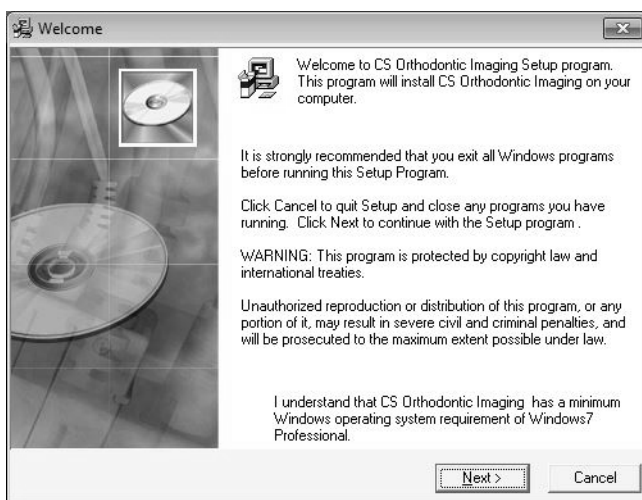 Welcome
Welcome to CS Orthodontic Imaging Setup program.
This program will install CS Orthodontic Imaging on your
computer.
It is strongly recommended that you exit all Windows programs
before running this Setup Program.
Click Cancel to quit Setup and close any programs you have
running. Click Next to continue with the Setup program .
WARNING: This program is protected by copyright law and
international treaties.
Unauthorized reproduction or distribution of this program, or any
portion of it, may result in severe civil and criminal penalties, and
will be prosecuted to the maximum extent possible under law.
I understand that CS Orthodontic Imaging has a minimum
Windows operating system requirement of Windows7
Professional.
Next >
Cancel